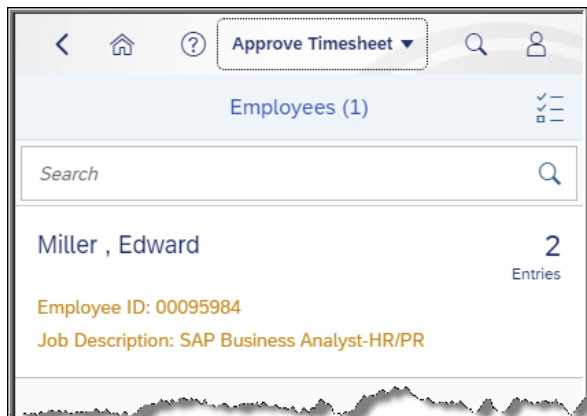 Approve Timesheet
Employees (1)
Search
Miller , Edward 2
Entries
Employee ID: 00095984
Job Description: SAP Business Analyst-HR/PR